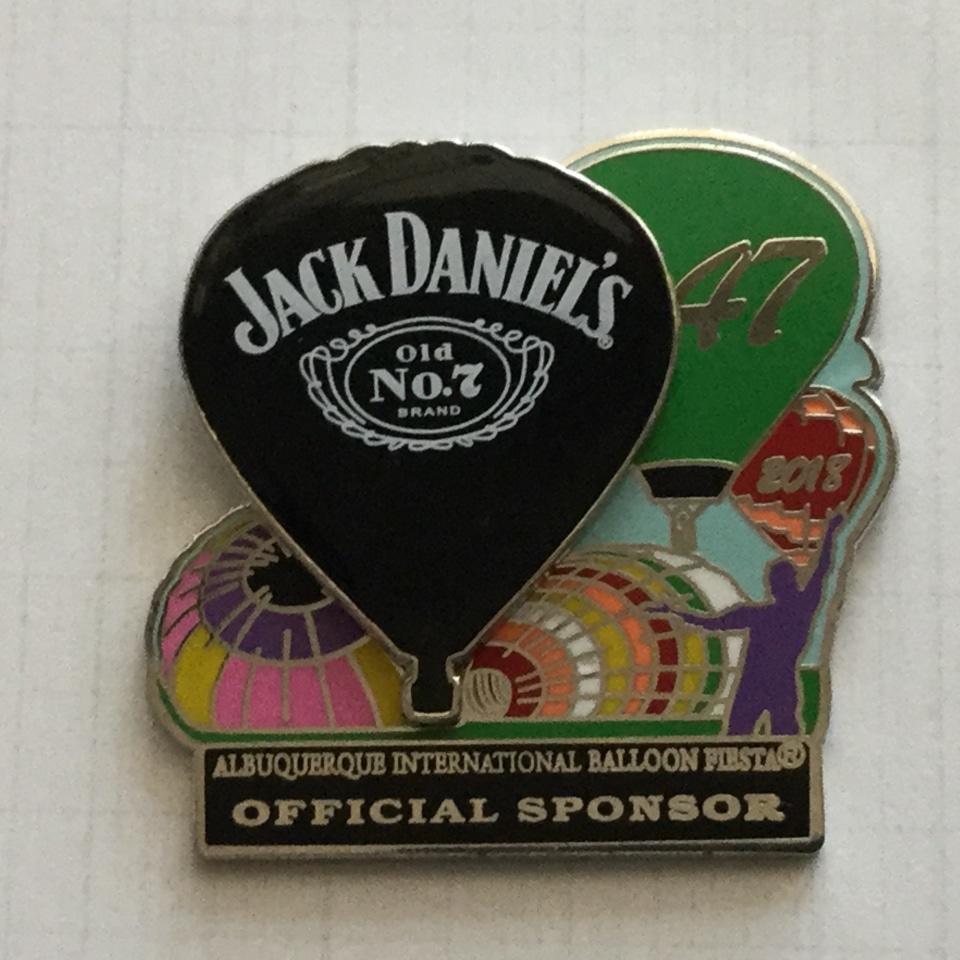 JACK DANIEL'S®
Old
No.7
BRAND
47
2018
ALBUQUERQUE INTERNATIONAL BALLOON FIESTA®
OFFICIAL SPONSOR